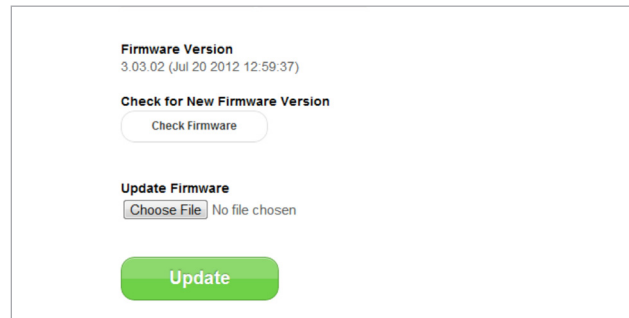 Firmware Version
3.03.02 (Jul 20 2012 12:59:37)
Check for New Firmware Version
Check Firmware
Update Firmware
Choose File No file chosen
Update